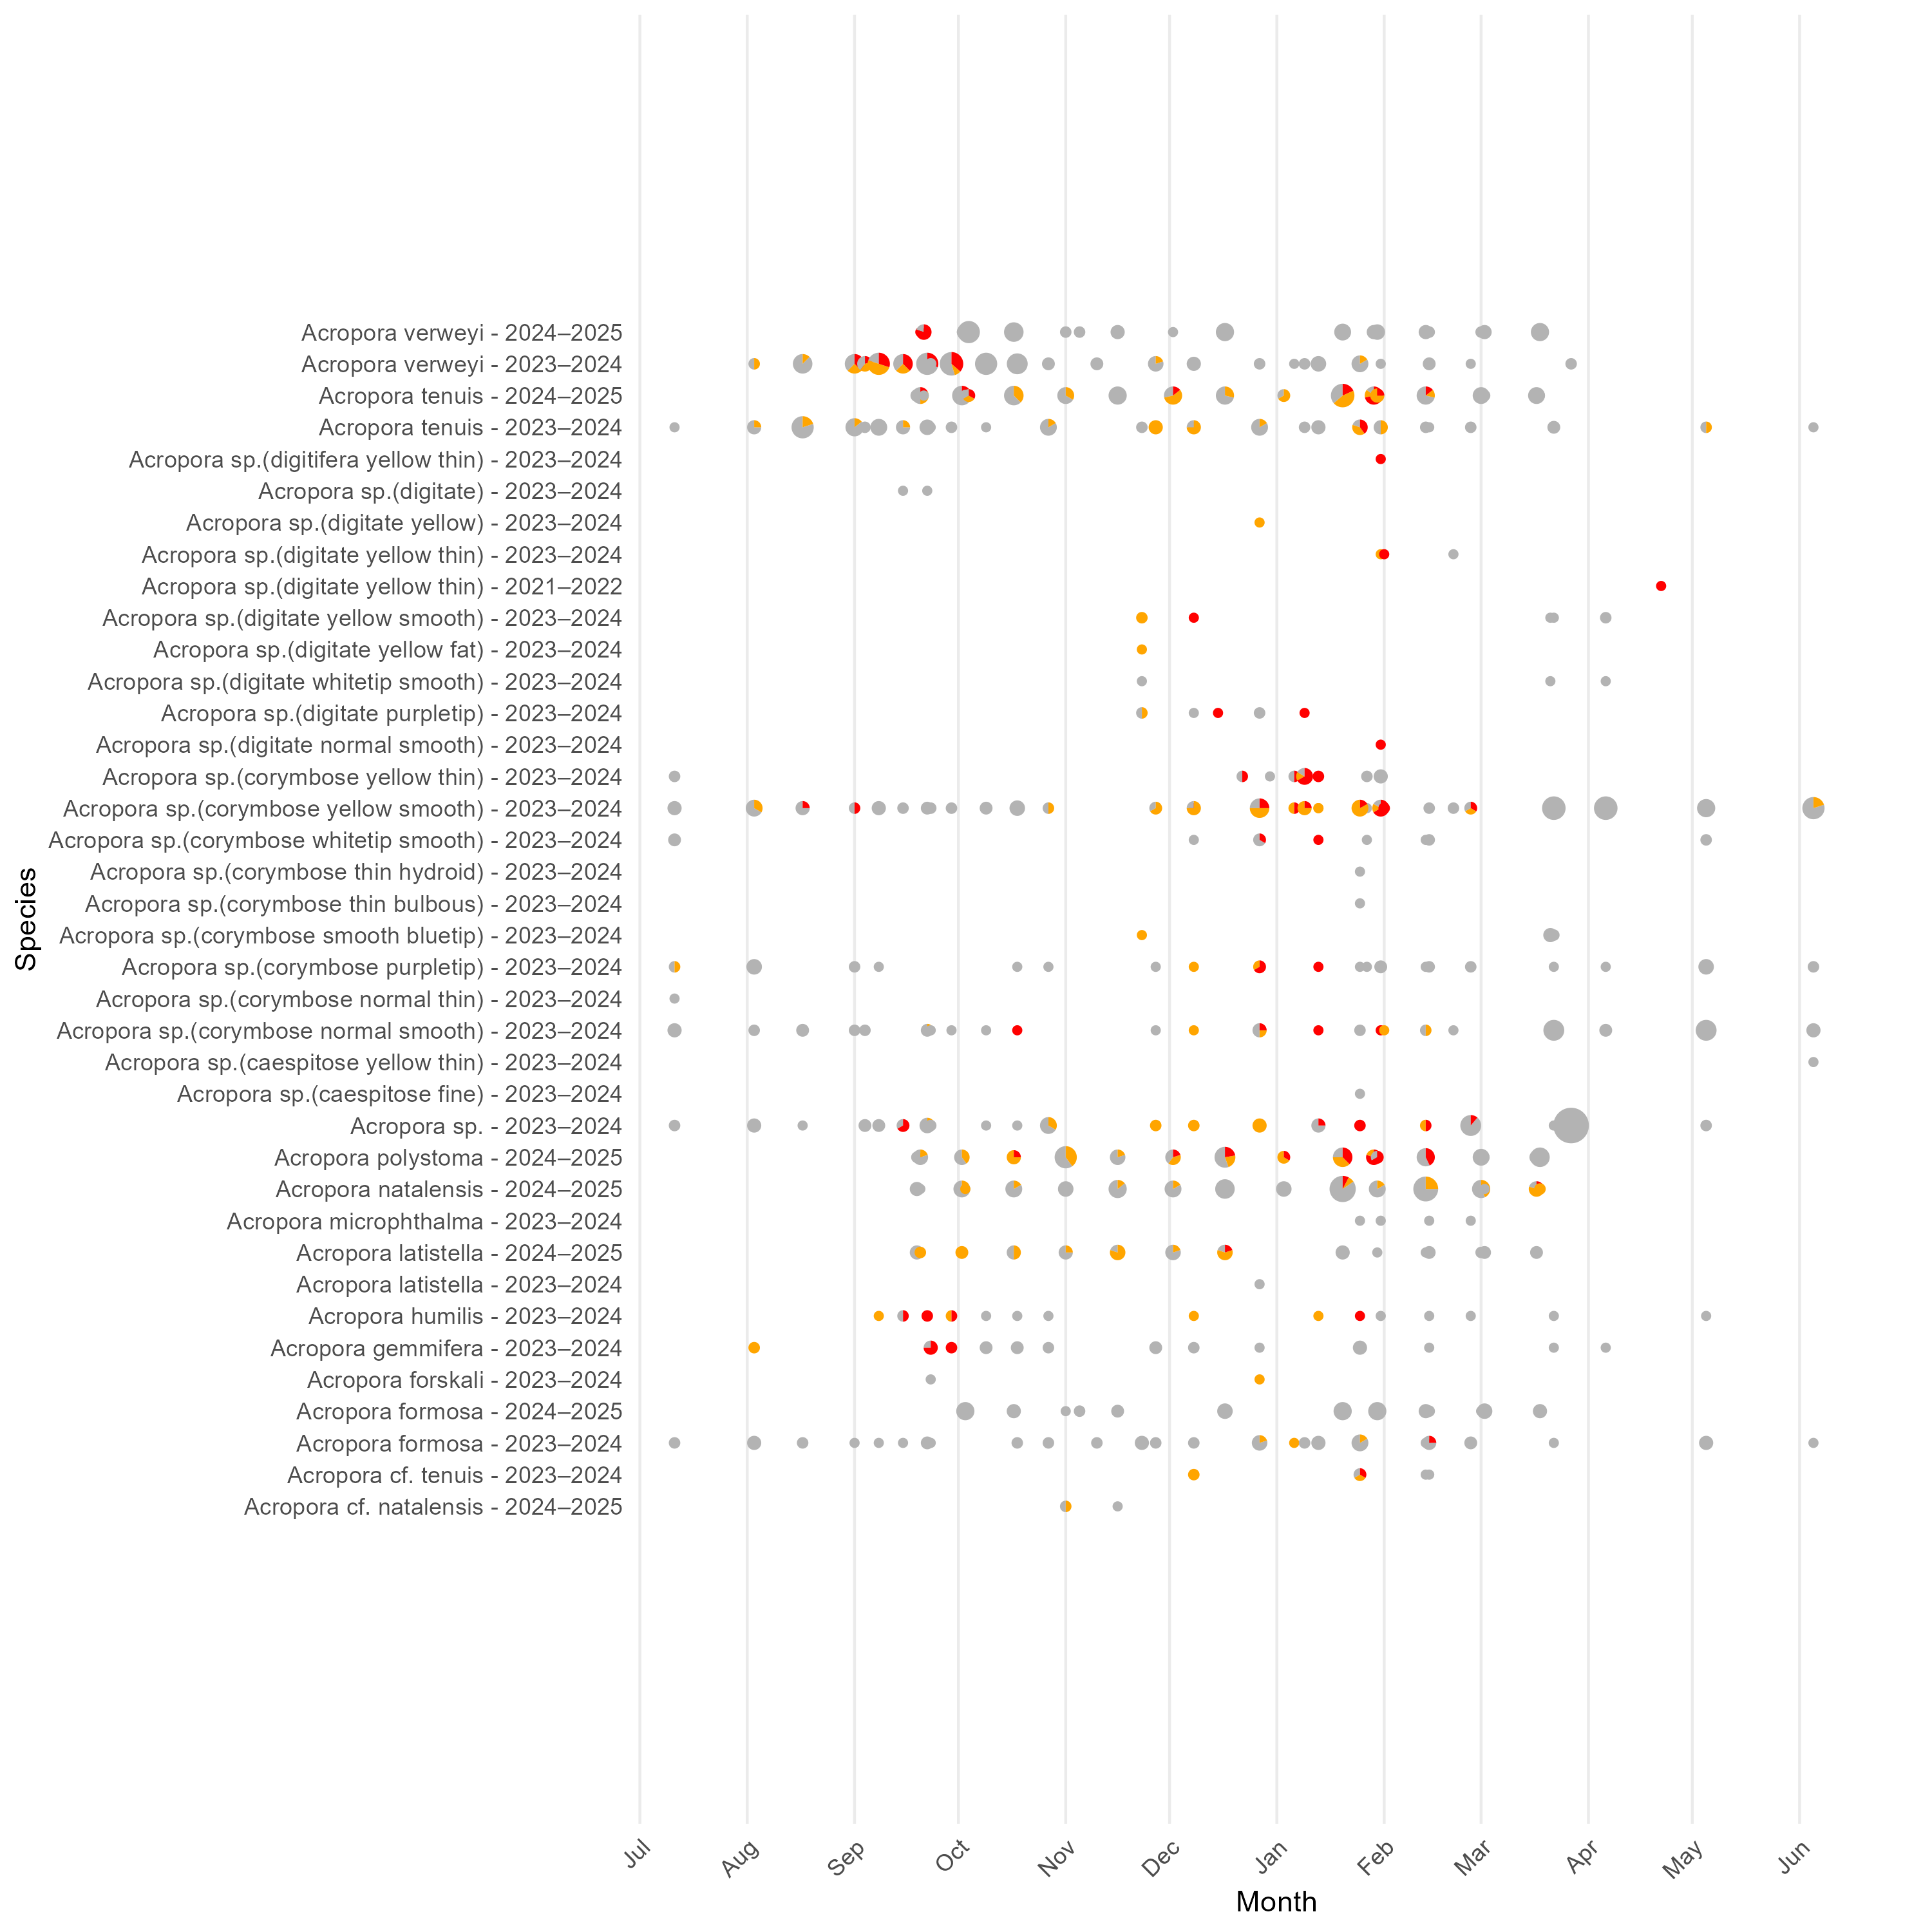 Acropora verweyi - 2024–2025
Acropora verweyi - 2023–2024
Acropora tenuis - 2024–2025
Acropora tenuis - 2023–2024
Acropora sp.(digitifera yellow thin) - 2023–2024
Acropora sp.(digitate) - 2023–2024
Acropora sp.(digitate yellow) - 2023–2024
Acropora sp.(digitate yellow thin) - 2023–2024
Acropora sp.(digitate yellow thin) - 2021–2022
Acropora sp.(digitate yellow smooth) - 2023–2024
Acropora sp.(digitate yellow fat) - 2023–2024
Acropora sp.(digitate whitetip smooth) - 2023–2024
Acropora sp.(digitate purpletip) - 2023–2024
Acropora sp.(digitate normal smooth) - 2023–2024
Acropora sp.(corymbose yellow thin) - 2023–2024
Acropora sp.(corymbose yellow smooth) - 2023–2024
Acropora sp.(corymbose whitetip smooth) - 2023–2024
Acropora sp.(corymbose thin hydroid) - 2023–2024
Acropora sp.(corymbose thin bulbous) - 2023–2024
Acropora sp.(corymbose smooth bluetip) - 2023–2024
Acropora sp.(corymbose purpletip) - 2023–2024
Acropora sp.(corymbose normal thin) - 2023–2024
Acropora sp.(corymbose normal smooth) - 2023–2024
Acropora sp.(caespitose yellow thin) - 2023–2024
Acropora sp.(caespitose fine) - 2023–2024
Acropora sp. - 2023–2024
Acropora polystoma - 2024–2025
Acropora natalensis - 2024–2025
Acropora microphthalma - 2023–2024
Acropora latistella - 2024–2025
Acropora latistella - 2023–2024
Acropora humilis - 2023–2024
Acropora gemmifera - 2023–2024
Acropora forskali - 2023–2024
Acropora formosa - 2024–2025
Acropora formosa - 2023–2024
Acropora cf. tenuis - 2023–2024
Acropora cf. natalensis - 2024–2025
Species
Jul Aug Sep Oct Nov Dec Jan Feb Mar Apr May Jun
Month